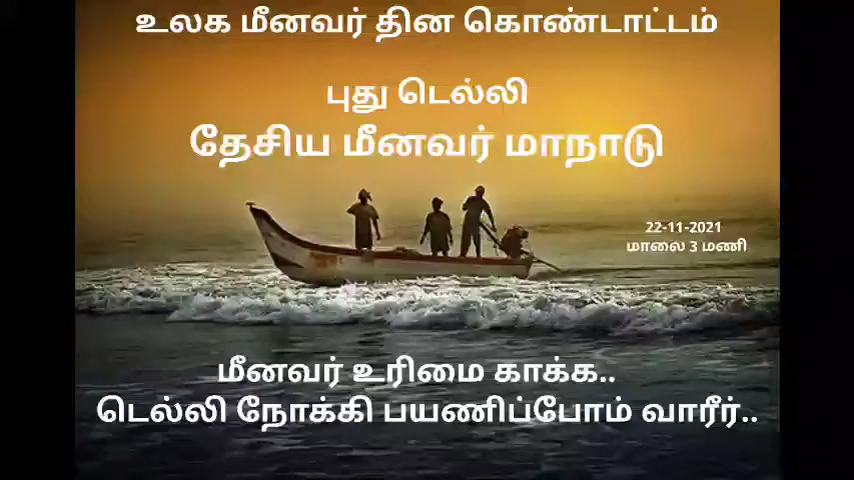 உலக மீனவர் தின கொண்டாட்டம்
புது டெல்லி
தேசிய மீனவர் மாநாடு
22-11-2021
மாலை 3 மணி
மீனவர் உரிமை காக்க..
டெல்லி நோக்கி பயணிப்போம் வாரீர்..